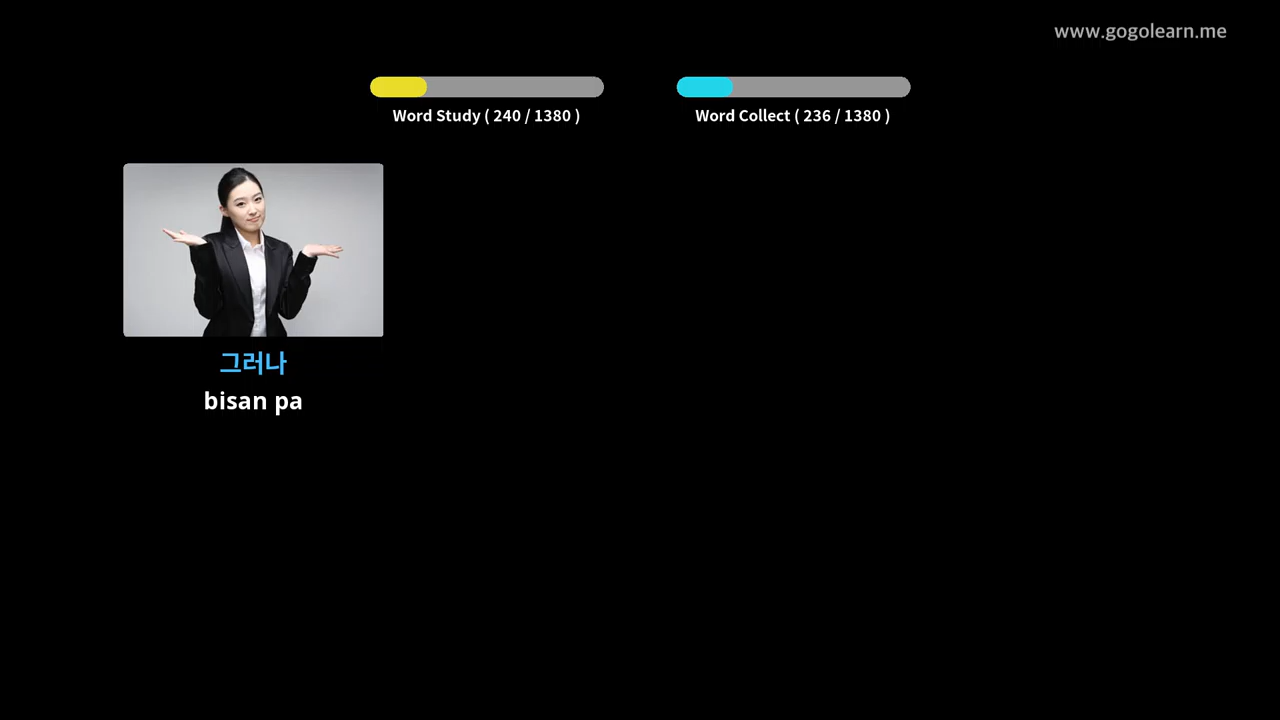 www.gogolearn.me
Word Study ( 240 / 1380 )
Word Collect ( 236 / 1380 )
그러나
bisan pa